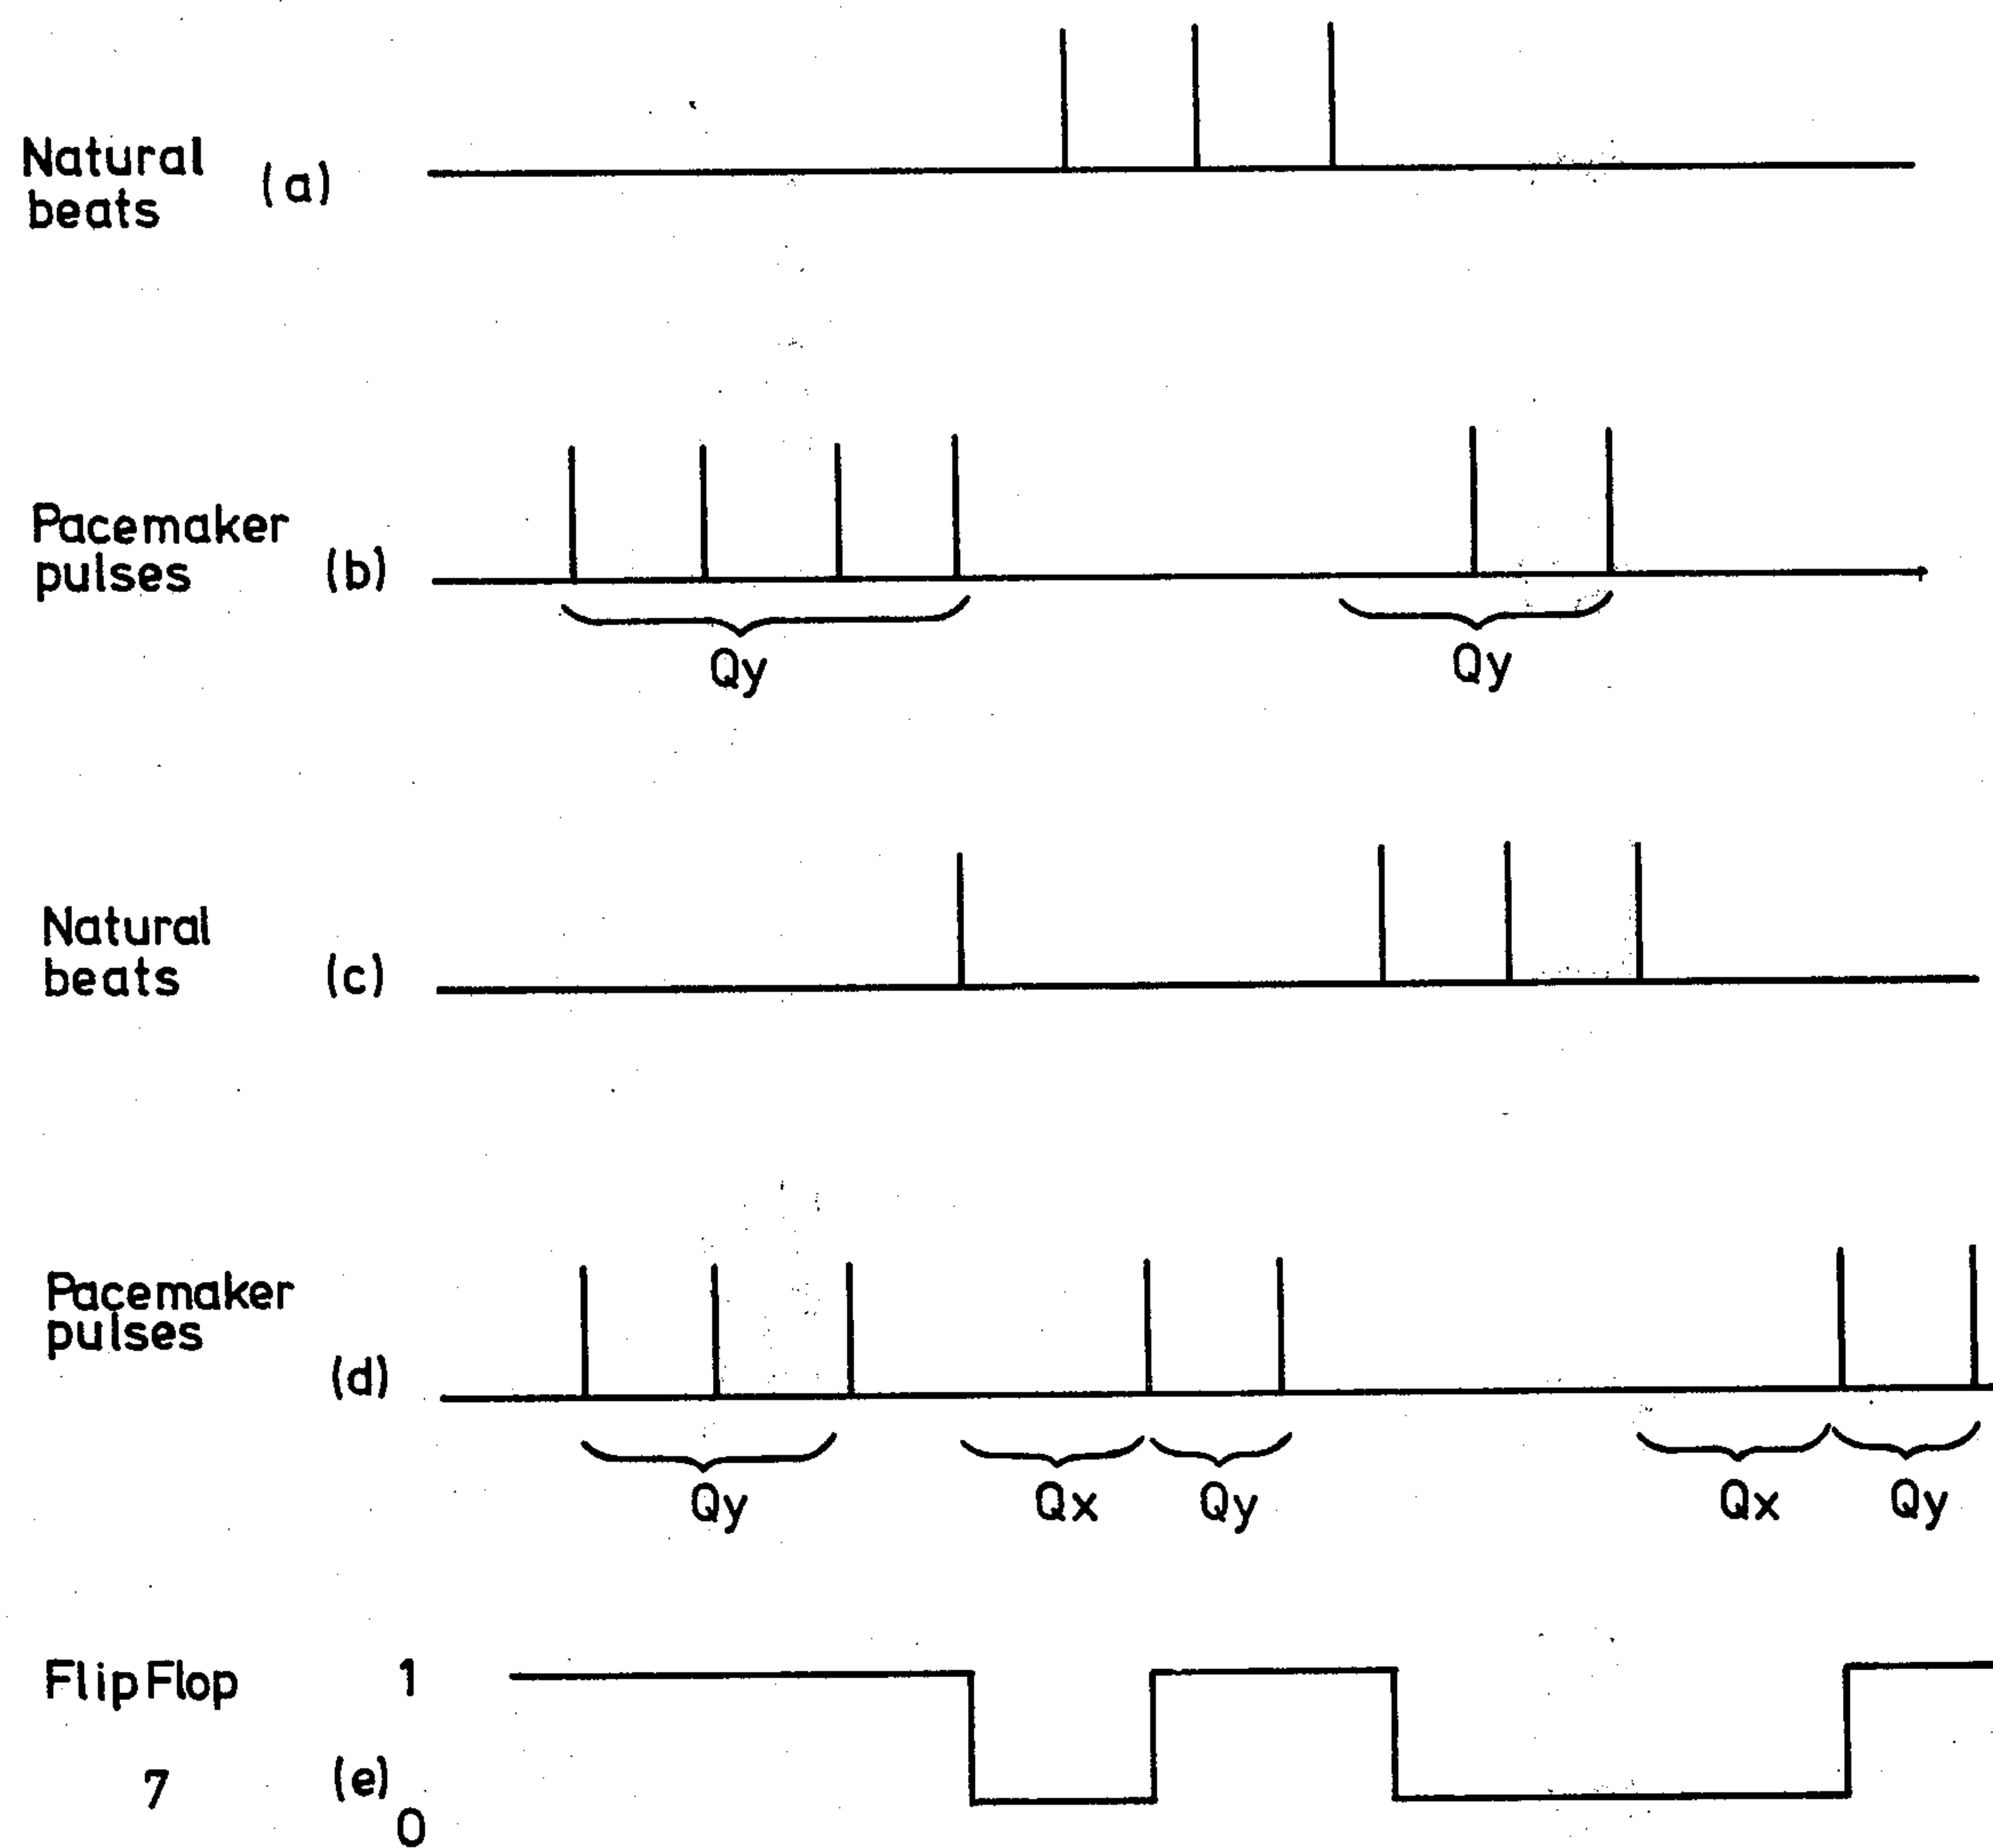 Natural
beats (a)
Pacemaker
pulses (b)
Qy Qy
Natural
beats (c)
Pacemaker
pulses
(d)
Qy Qx Qy Qx Qy
FlipFlop 1
7 (e)
0